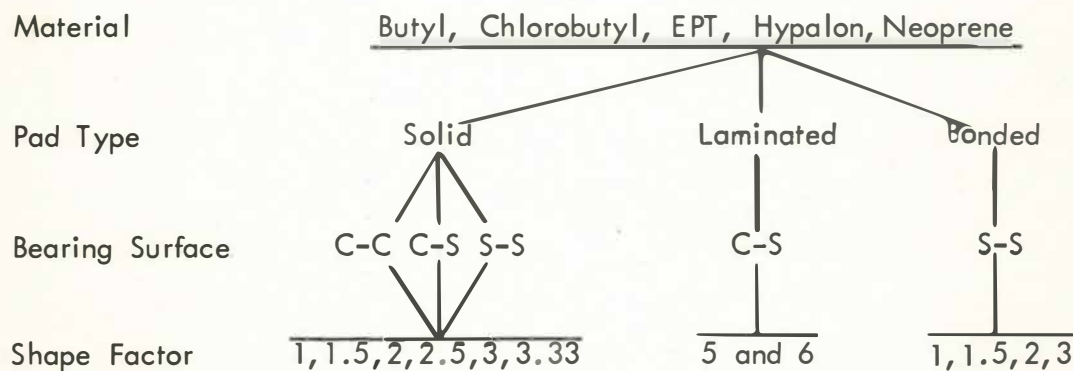 Material Butyl, Chlorobutyl, EPT, Hypalon, Neoprene
Pad Type Solid Laminated Bonded
Bearing Surface C-C C-S S-S C-S S-S
Shape Factor 1,1.5,2,2.5,3,3.33 5 and 6 1,1.5,2,3